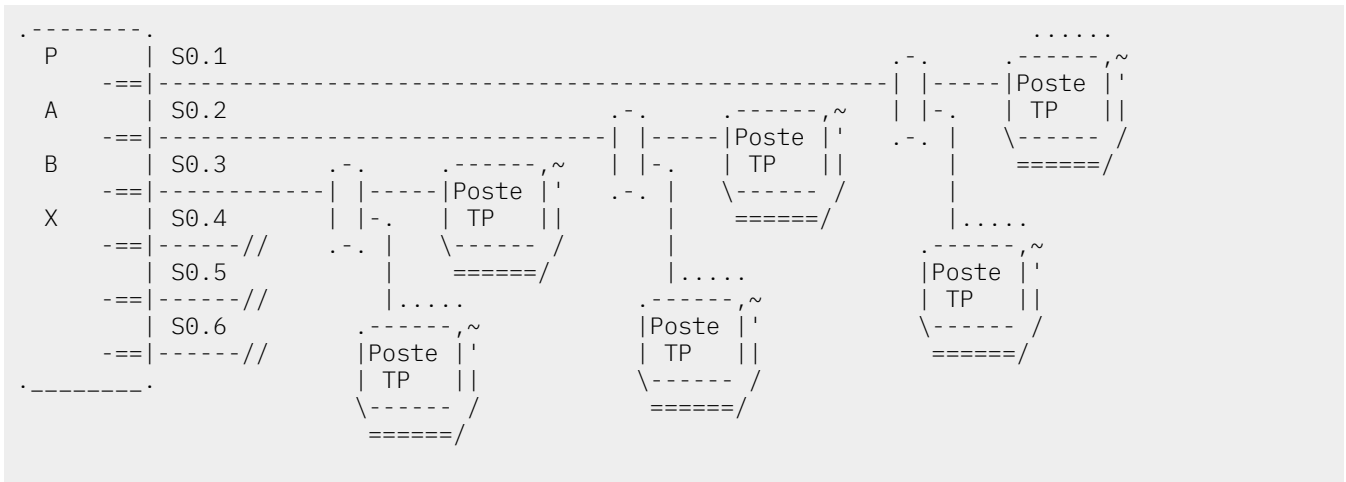 P S0.1
Poste
A S0.2 TP
Poste
B S0.3 TP
Poste
X S0.4 TP
S0.5 Poste
TP
S0.6 Poste
Poste TP
TP